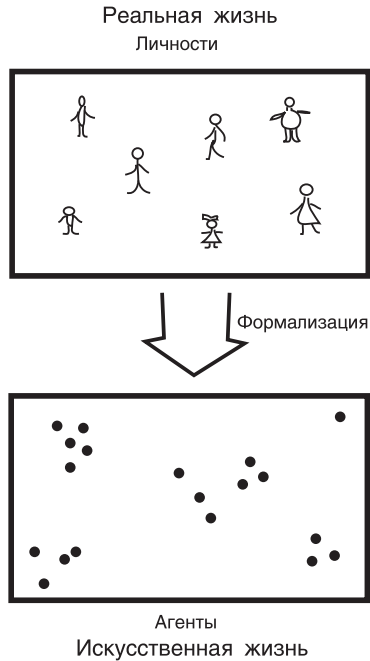 Реальная жизнь
Личности
Формализация
Агенты
Искусственная жизнь